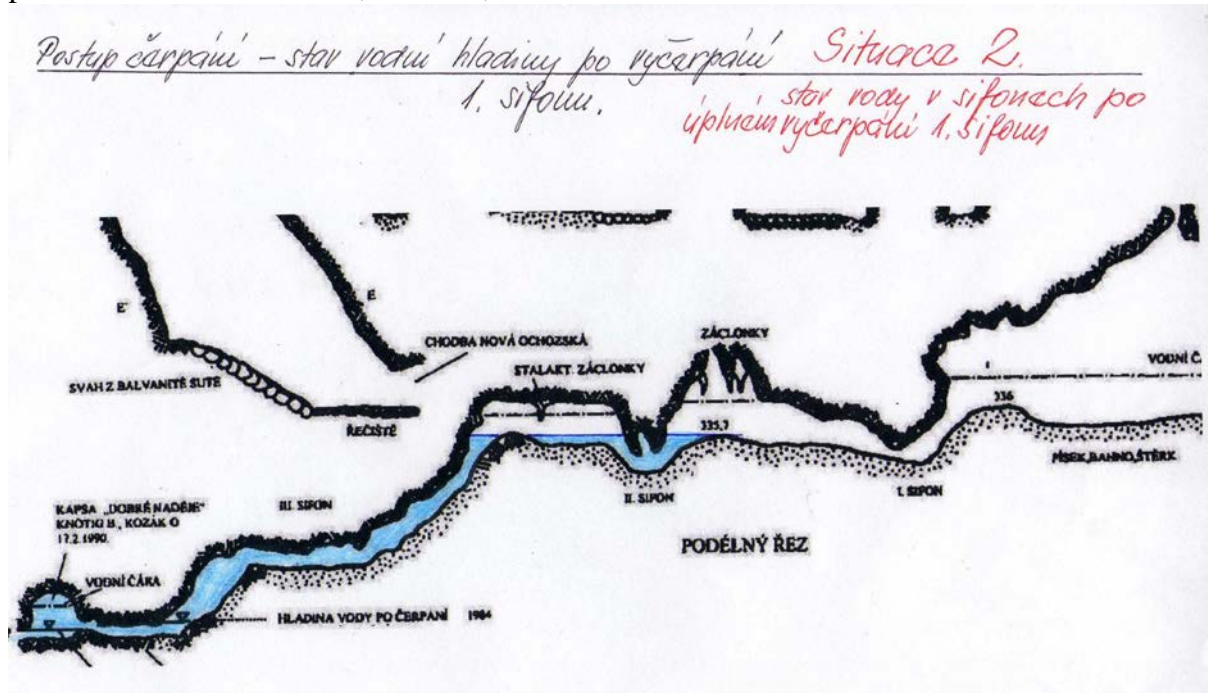 Postup čerpání – stav vodní hladiny po vyčerpání Situace 2.
1. sifonu.
stav vody v sifonech po
úplném vyčerpání 1. sifonu
E'
E
CHODBA NOVÁ OCHOZSKÁ
ZÁCLONKY
STALAKT. ZÁCLONKY
SVAH Z BALVANITÉ SUTĚ
ŘEČIŠTĚ
VODNÍ Č
336
335,7
PÍSEK, BAHNO, ŠTĚRK
I. SIFON
II. SIFON
III. SIFON
KAPSA „DOBRÉ NADĚJE"
KNOTIG B., KOZÁK O
17.2.1990.
PODÉLNÝ ŘEZ
VODNÍ ČÁRA
HLADINA VODY PO ČERPÁNÍ 1984